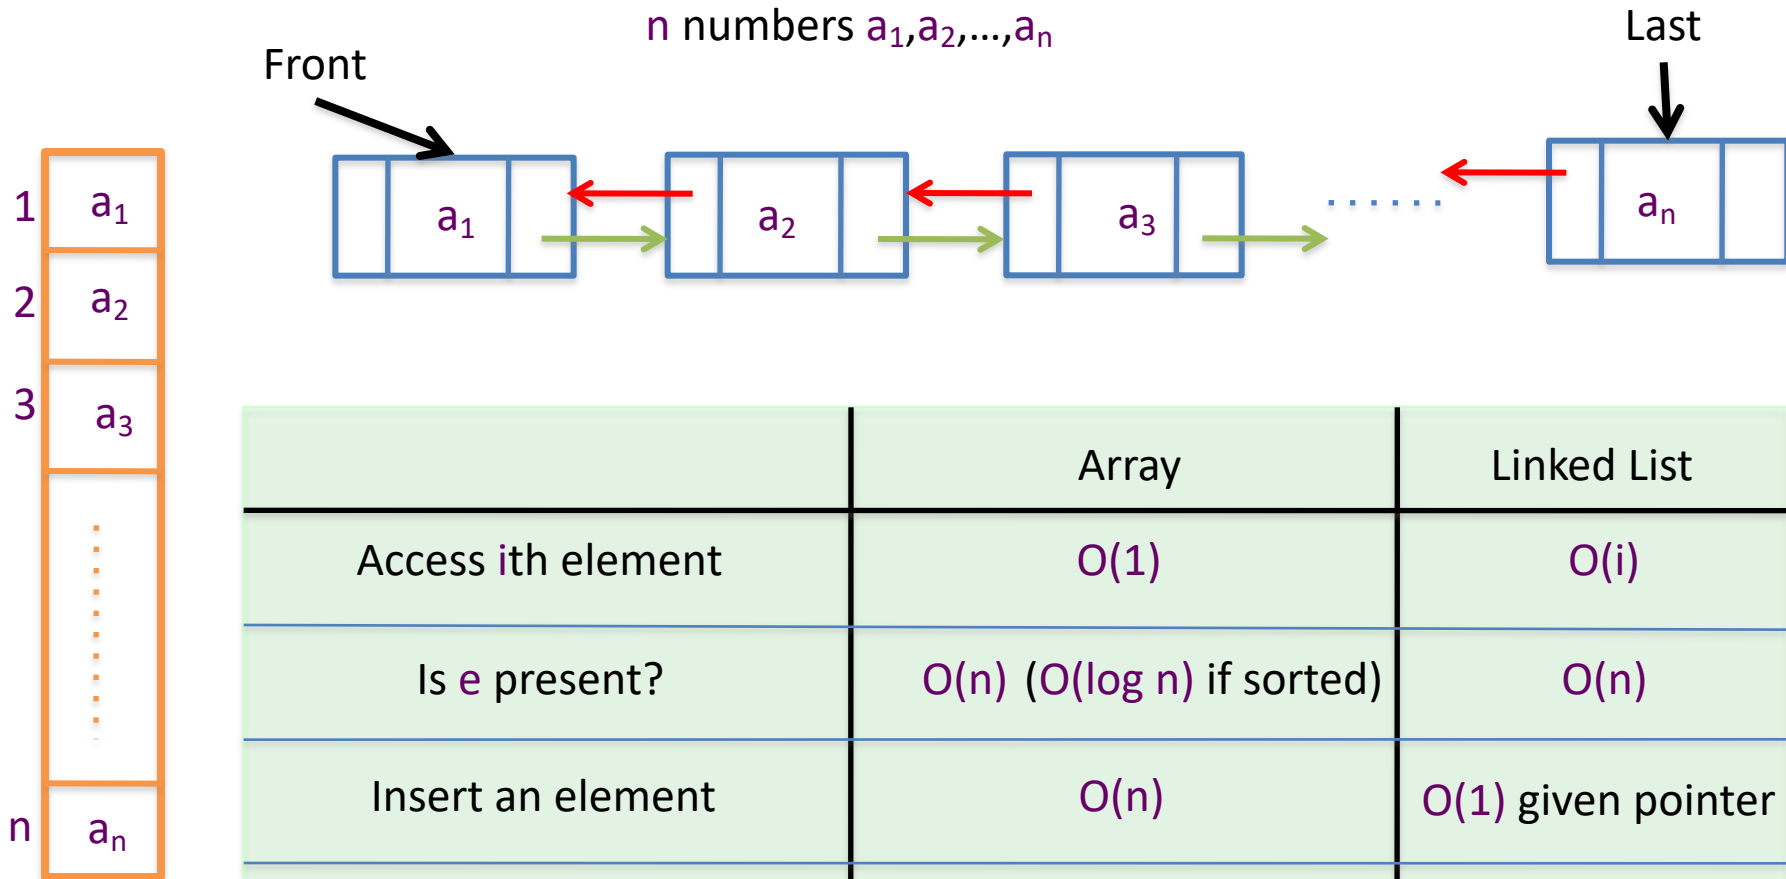 n numbers a₁,a₂,...,aₙ
Front
Last
a₁ a₂ a₃ aₙ
1 a₁
2 a₂
3 a₃
n aₙ
Array Linked List
Access ith element O(1) O(i)
Is e present? O(n) (O(log n) if sorted) O(n)
Insert an element O(n) O(1) given pointer